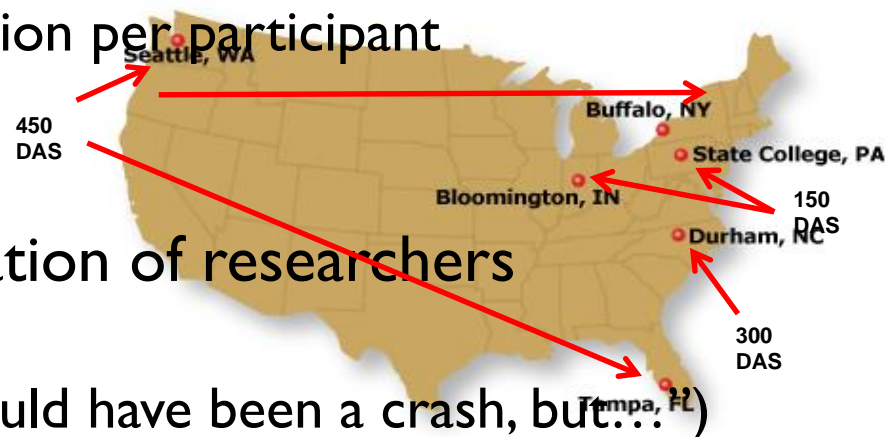 ion per participant
Seattle, WA
450
DAS
Buffalo, NY
State College, PA
Bloomington, IN
150
DAS
Durham, NC
ation of researchers
300
DAS
uld have been a crash, but…”)
Tampa, FL